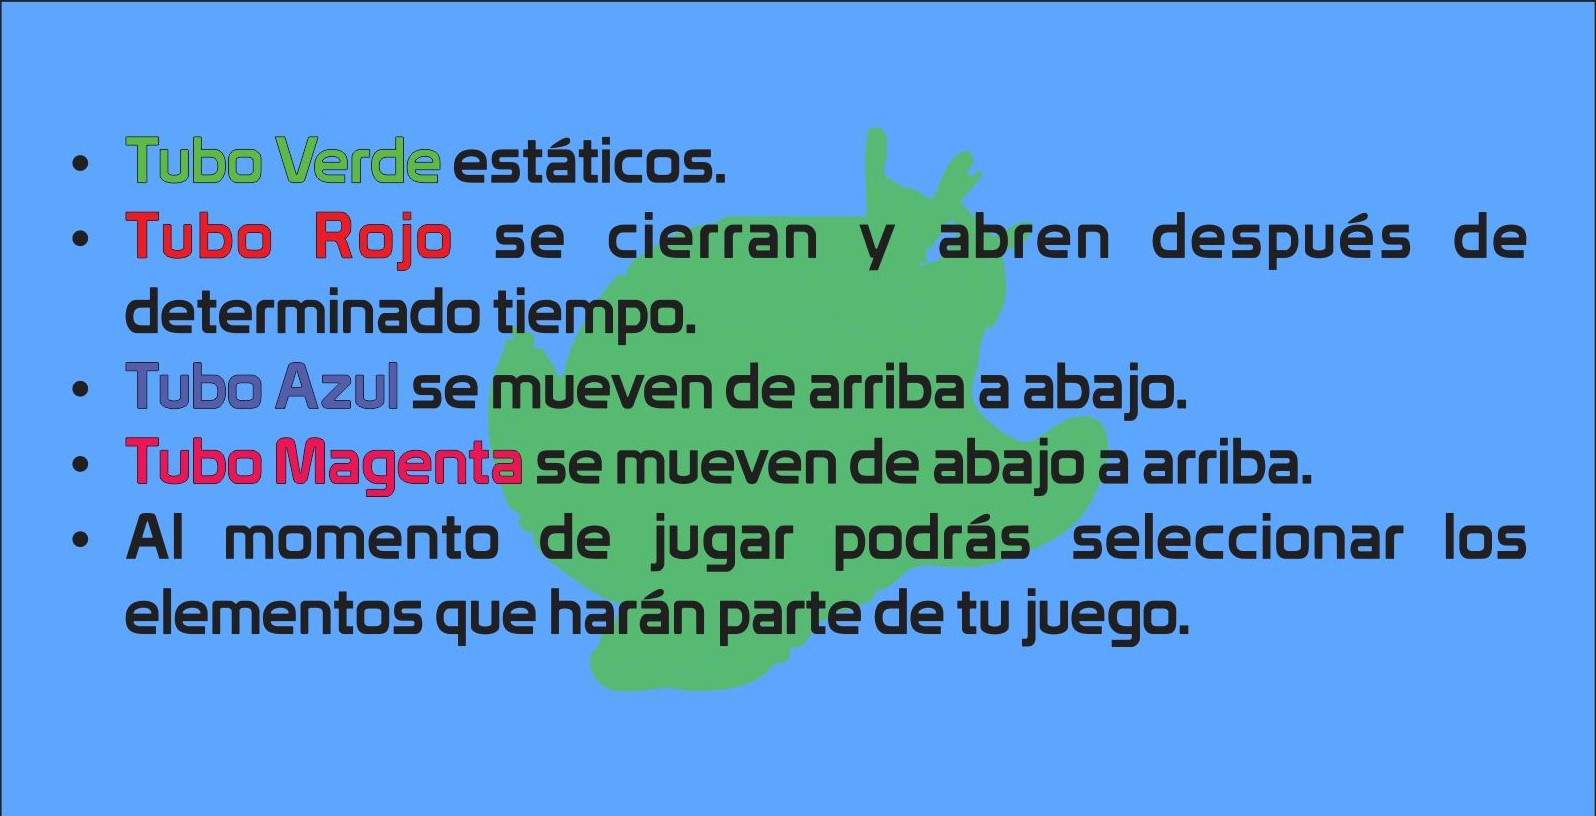 • Tubo Verde estáticos.
• Tubo Rojo se cierran y abren después de
determinado tiempo.
• Tubo Azul se mueven de arriba a abajo.
• Tubo Magenta se mueven de abajo a arriba.
• Al momento de jugar podrás seleccionar los
elementos que harán parte de tu juego.